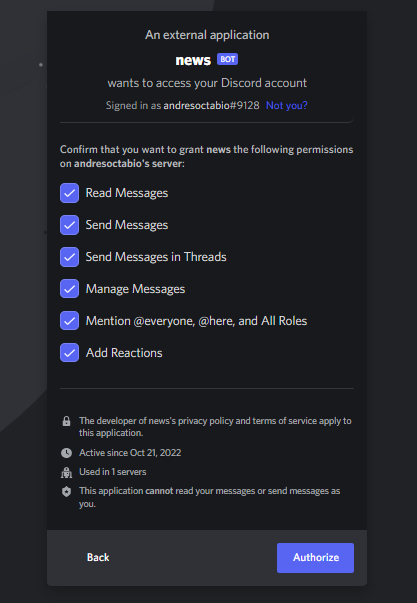 An external application
news BOT
wants to access your Discord account
Signed in as andresoctabio#9128 Not you?
Confirm that you want to grant news the following permissions
on andresoctabio's server:
Read Messages
Send Messages
Send Messages in Threads
Manage Messages
Mention @everyone, @here, and All Roles
Add Reactions
The developer of news's privacy policy and terms of service apply to
this application.
Active since Oct 21, 2022
Used in 1 servers
This application cannot read your messages or send messages as
you.
Back
Authorize